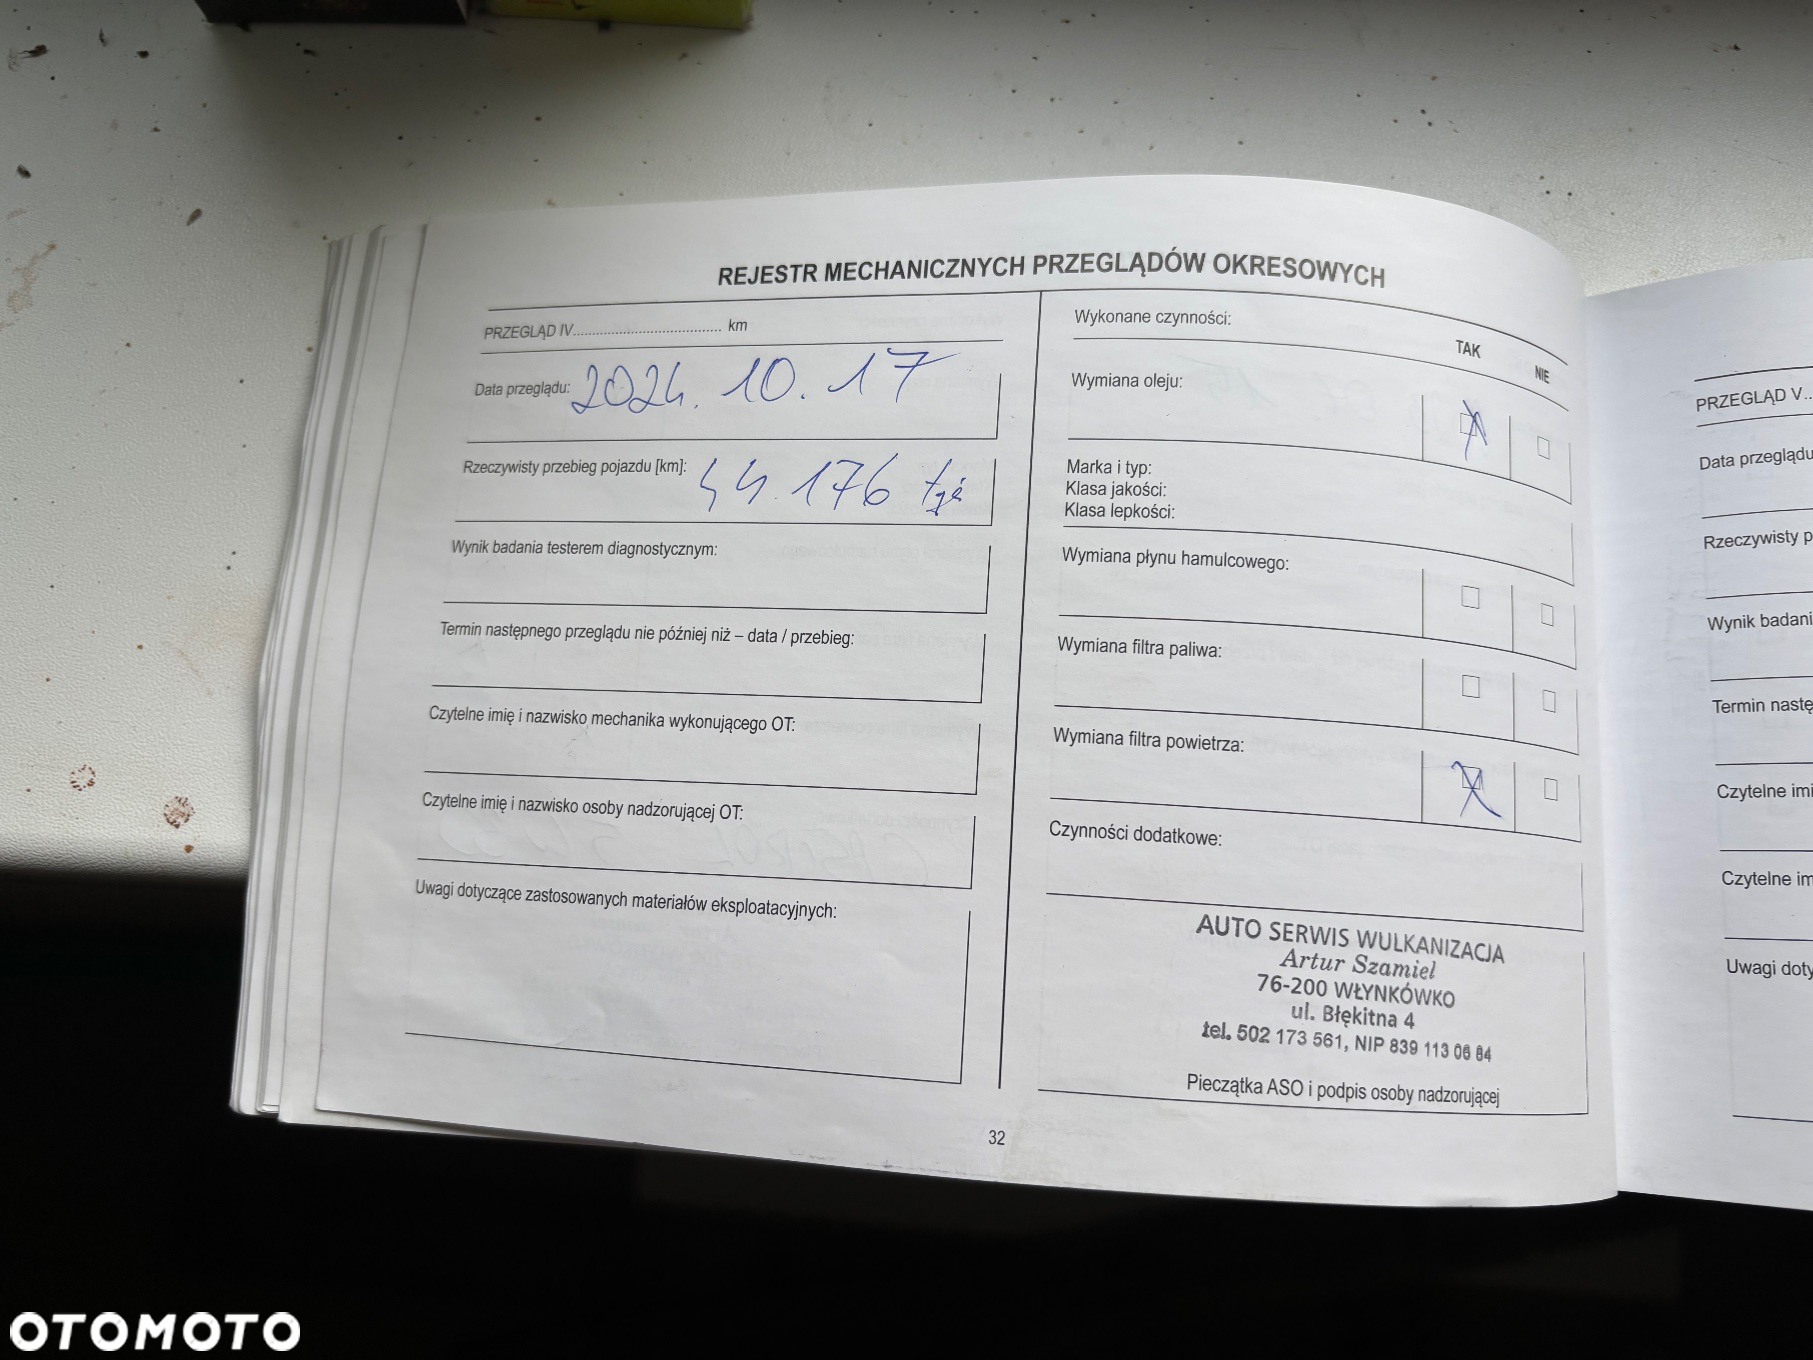 REJESTR MECHANICZNYCH PRZEGLĄDÓW OKRESOWYCH
PRZEGLĄD IV...................................... km
Data przeglądu: 2024.10.17
Rzeczywisty przebieg pojazdu [km]: 44.176 tyś
Wynik badania testerem diagnostycznym:
Termin następnego przeglądu nie później niż – data / przebieg:
Czytelne imię i nazwisko mechanika wykonującego OT:
Czytelne imię i nazwisko osoby nadzorującej OT:
Uwagi dotyczące zastosowanych materiałów eksploatacyjnych:
Wykonane czynności:
TAK
NIE
Wymiana oleju:
Marka i typ:
Klasa jakości:
Klasa lepkości:
Wymiana płynu hamulcowego:
Wymiana filtra paliwa:
Wymiana filtra powietrza:
Czynności dodatkowe:
AUTO SERWIS WULKANIZACJA
Artur Szamiel
76-200 WŁYNKÓWKO
ul. Błękitna 4
tel. 502 173 561, NIP 839 113 06 84
Pieczątka ASO i podpis osoby nadzorującej
32
PRZEGLĄD V..
Data przeglądu
Rzeczywisty p
Wynik badani
Termin nastę
Czytelne imi
Czytelne im
Uwagi doty
OTOMOTO